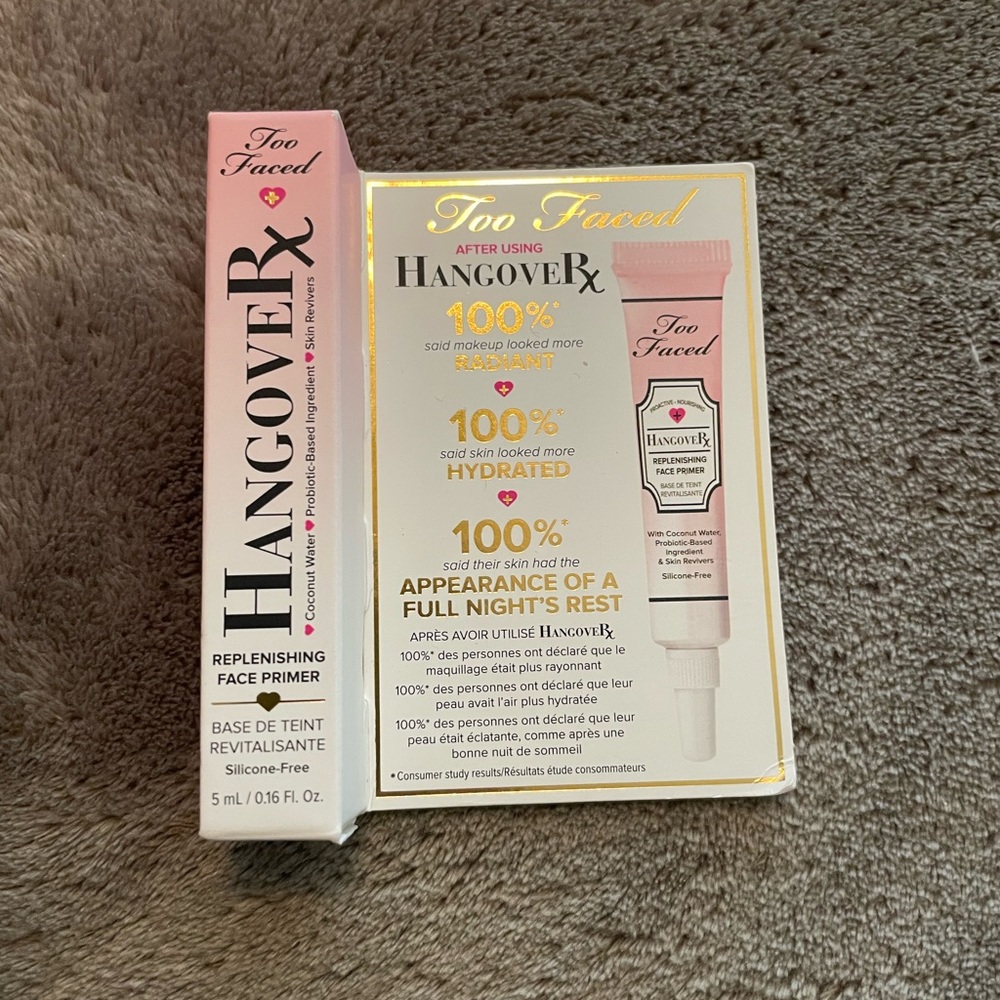 Too
Faced
HANGOVERX
Coconut Water Probiotic-Based Ingredient Skin Revivers
REPLENISHING
FACE PRIMER
BASE DE TEINT
REVITALISANTE
Silicone-Free
5 mL / 0.16 Fl. Oz.
Too Faced
AFTER USING
HANGOVERX
100%*
said makeup looked more
RADIANT
100%*
said skin looked more
HYDRATED
100%*
said their skin had the
APPEARANCE OF A
FULL NIGHT'S REST
APRÈS AVOIR UTILISÉ HANGOVERX
100%* des personnes ont déclaré que le
maquillage était plus rayonnant
100%* des personnes ont déclaré que leur
peau avait l'air plus hydratée
100%* des personnes ont déclaré que leur
peau était éclatante, comme après une
bonne nuit de sommeil
*Consumer study results/Résultats étude consommateurs
Too
Faced
PROACTIVE • NOURISHING
HANGOVERX
REPLENISHING
FACE PRIMER
BASE DE TEINT
REVITALISANTE
With Coconut Water,
Probiotic-Based
Ingredient
& Skin Revivers
Silicone-Free